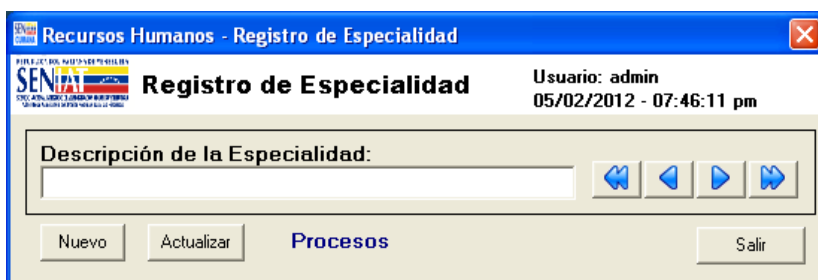 Recursos Humanos - Registro de Especialidad
SENIAT
Registro de Especialidad
Usuario: admin
05/02/2012 - 07:46:11 pm
Descripción de la Especialidad:
Nuevo
Actualizar
Procesos
Salir